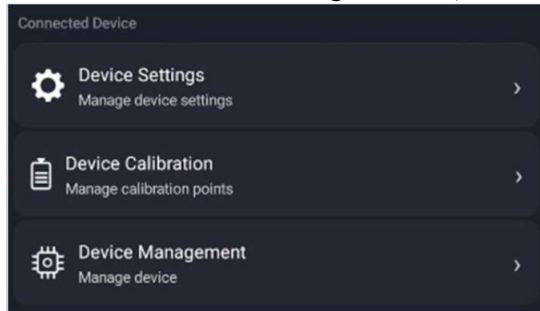 Connected Device
Device Settings
Manage device settings
Device Calibration
Manage calibration points
Device Management
Manage device